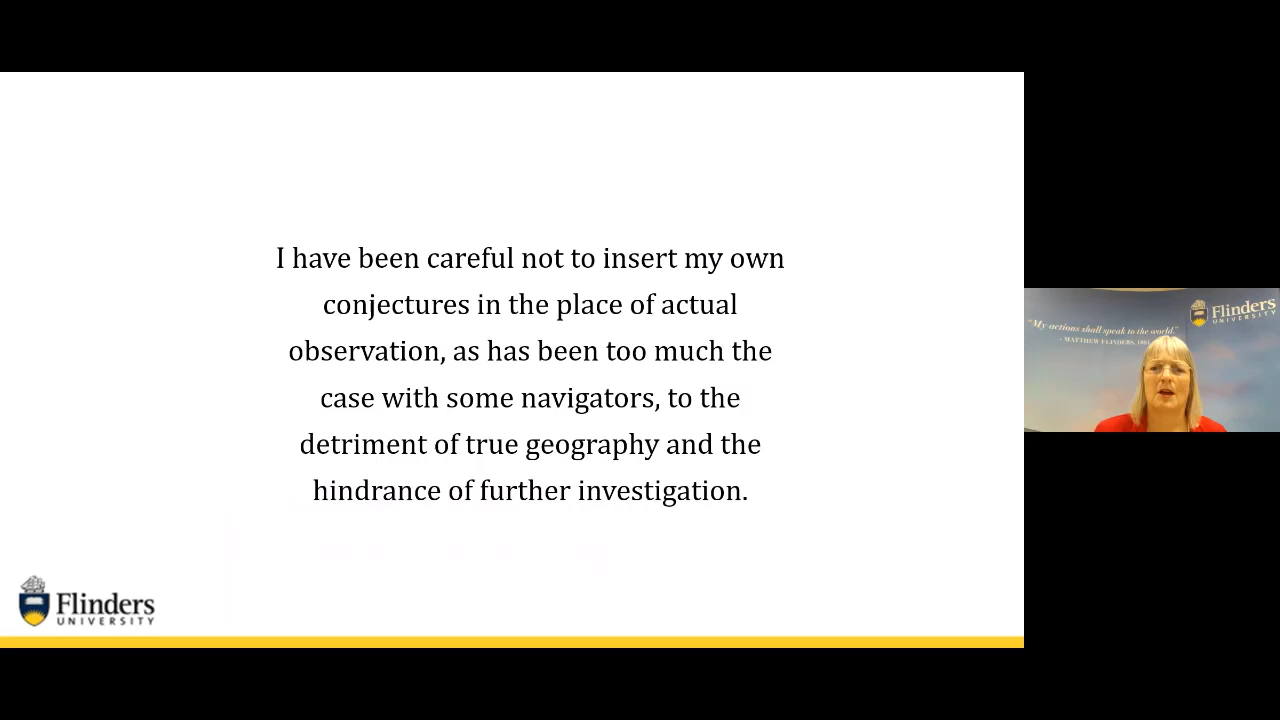 I have been careful not to insert my own
conjectures in the place of actual
observation, as has been too much the
case with some navigators, to the
detriment of true geography and the
hindrance of further investigation.
Flinders
UNIVERSITY
Flinders
UNIVERSITY
"My actions shall speak to the world."
- MATTHEW FLINDERS,